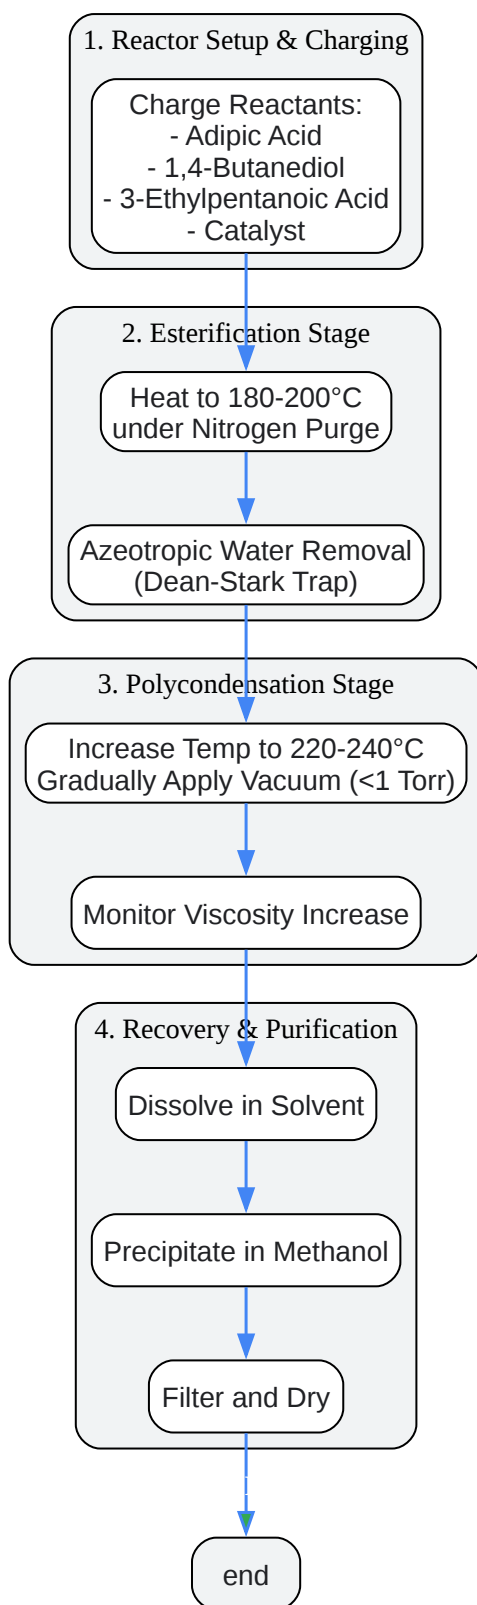 1. Reactor Setup & Charging
Charge Reactants:
- Adipic Acid
- 1,4-Butanediol
- 3-Ethylpentanoic Acid
- Catalyst
2. Esterification Stage
Heat to 180-200°C
under Nitrogen Purge
Azeotropic Water Removal
(Dean-Stark Trap)
3. Polycondensation Stage
Increase Temp to 220-240°C
Gradually Apply Vacuum (<1 Torr)
Monitor Viscosity Increase
4. Recovery & Purification
Dissolve in Solvent
Precipitate in Methanol
Filter and Dry
end